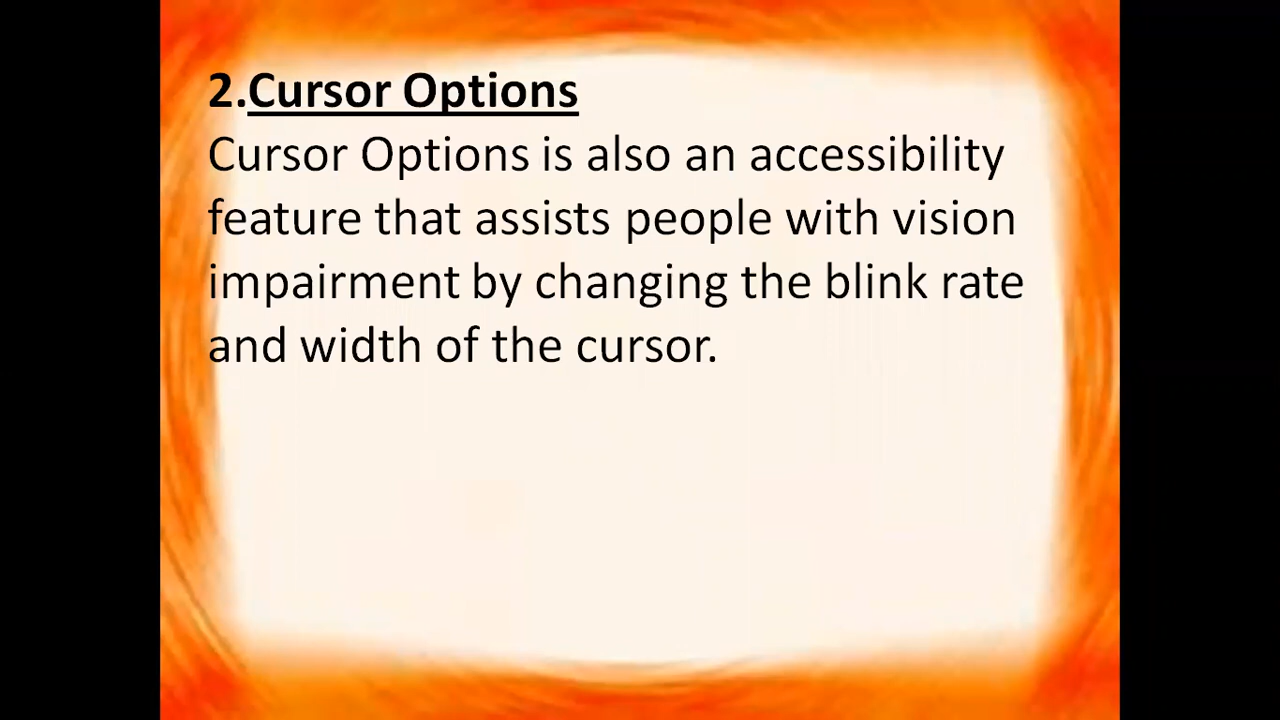 2.Cursor Options
Cursor Options is also an accessibility
feature that assists people with vision
impairment by changing the blink rate
and width of the cursor.